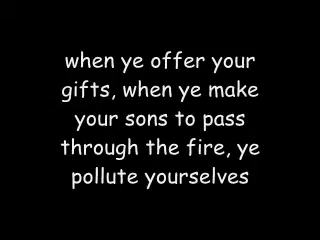 when ye offer your
gifts, when ye make
your sons to pass
through the fire, ye
pollute yourselves